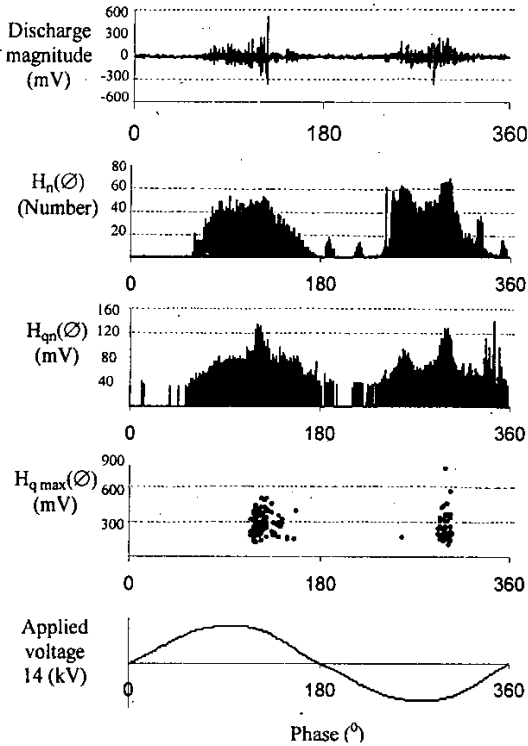 Discharge
magnitude
(mV)
600
300
0
-300
-600
0 180 360
Hn(Ø)
(Number)
80
60
40
20
0 180 360
Hqn(Ø)
(mV)
160
120
80
40
0 180 360
Hq max(Ø)
(mV)
900
600
300
0 180 360
Applied
voltage
14 (kV)
0 180 360
Phase (⁰)